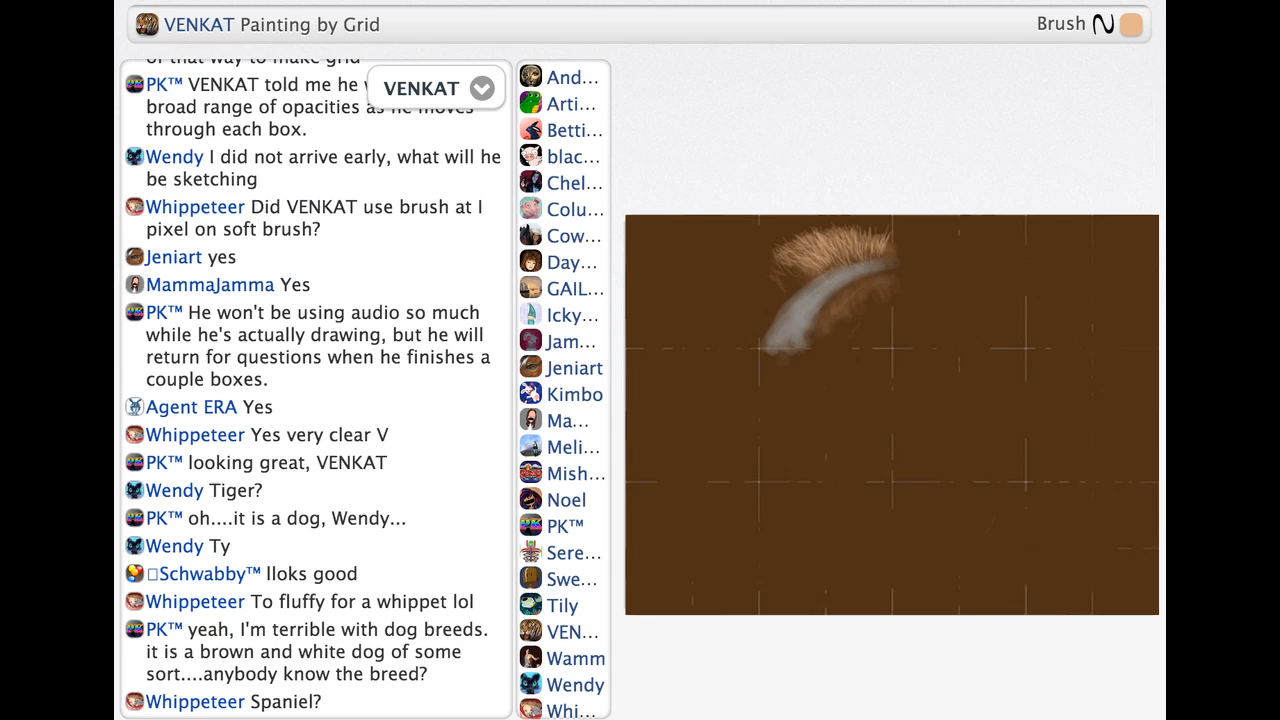 VENKAT Painting by Grid
Brush
of that way to make grid
PK™ VENKAT told me he
broad range of opacities as he moves
through each box.
VENKAT
Wendy I did not arrive early, what will he
be sketching
Whippeteer Did VENKAT use brush at I
pixel on soft brush?
Jeniart yes
MammaJamma Yes
PK™ He won't be using audio so much
while he's actually drawing, but he will
return for questions when he finishes a
couple boxes.
Agent ERA Yes
Whippeteer Yes very clear V
PK™ looking great, VENKAT
Wendy Tiger?
PK™ oh....it is a dog, Wendy...
Wendy Ty
Schwabby™ lloks good
Whippeteer To fluffy for a whippet lol
PK™ yeah, I'm terrible with dog breeds.
it is a brown and white dog of some
sort....anybody know the breed?
Whippeteer Spaniel?
And...
Arti...
Betti...
blac...
Chel...
Colu...
Cow...
Day...
GAIL...
Icky...
Jam...
Jeniart
Kimbo
Ma...
Meli...
Mish...
Noel
PK™
Sere...
Swe...
Tily
VEN...
Wamm
Wendy
Whi...